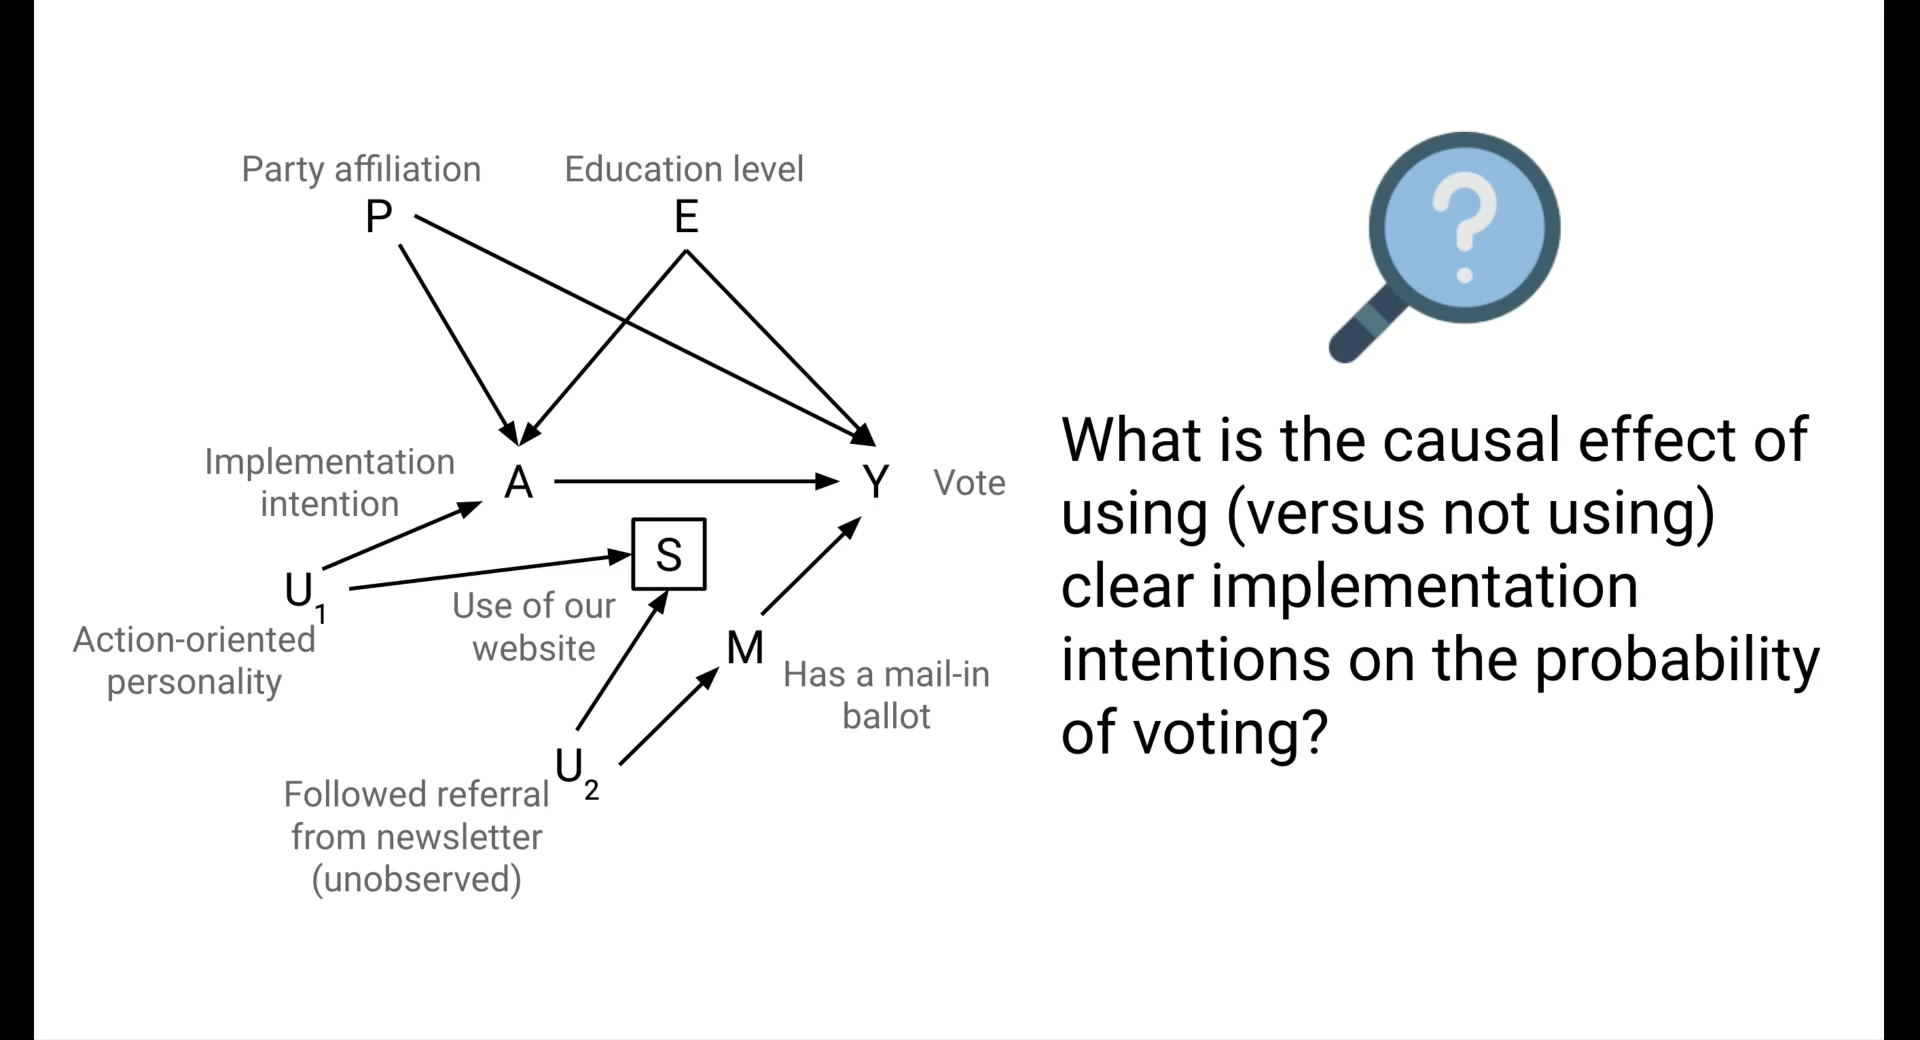 Party affiliation
P
Education level
E
Implementation
intention
A
Y
Vote
S
U1
Action-oriented
personality
Use of our
website
M
Has a mail-in
ballot
U2
Followed referral
from newsletter
(unobserved)
?
What is the causal effect of
using (versus not using)
clear implementation
intentions on the probability
of voting?